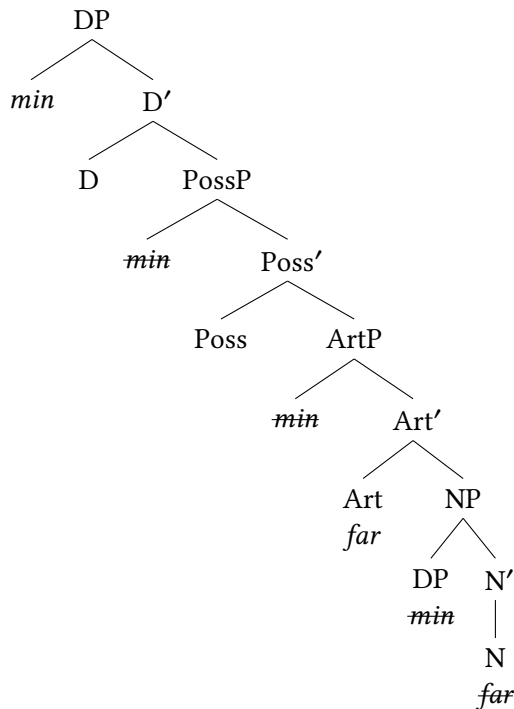 DP
min D′
D PossP
min Poss′
Poss ArtP
min Art′
Art NP
far
DP N′
min
N
far